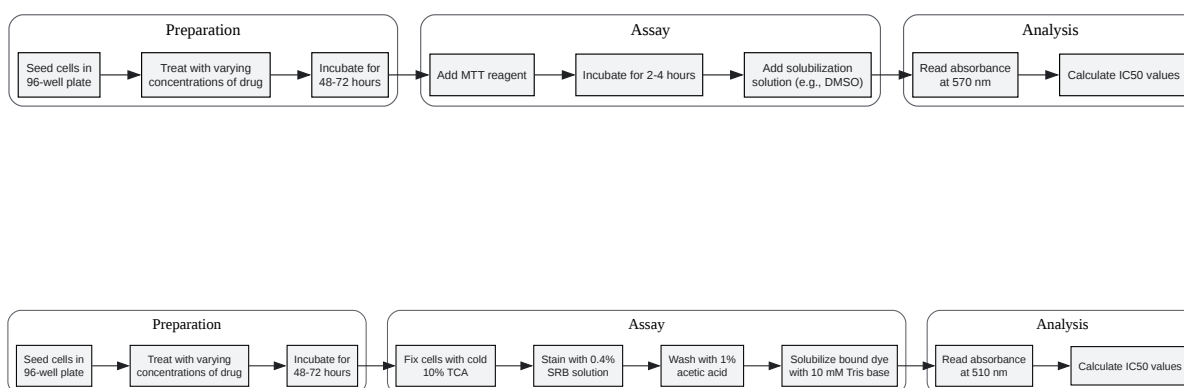 Preparation
Assay
Analysis
Seed cells in
96-well plate
Treat with varying
concentrations of drug
Incubate for
48-72 hours
Add MTT reagent
Incubate for 2-4 hours
Add solubilization
solution (e.g., DMSO)
Read absorbance
at 570 nm
Calculate IC50 values
Preparation
Assay
Analysis
Seed cells in
96-well plate
Treat with varying
concentrations of drug
Incubate for
48-72 hours
Fix cells with cold
10% TCA
Stain with 0.4%
SRB solution
Wash with 1%
acetic acid
Solubilize bound dye
with 10 mM Tris base
Read absorbance
at 510 nm
Calculate IC50 values